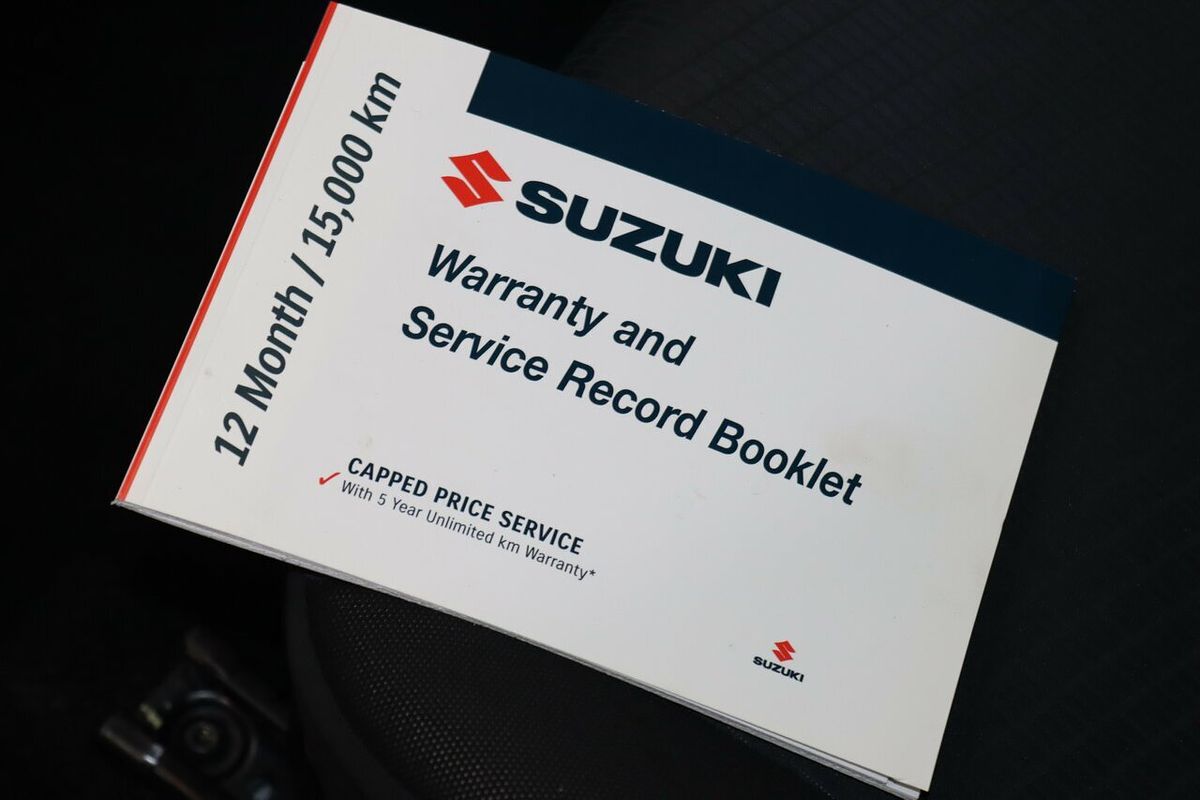 12 Month / 15,000 km
SUZUKI
Warranty and
Service Record Booklet
CAPPED PRICE SERVICE
With 5 Year Unlimited km Warranty*
SUZUKI